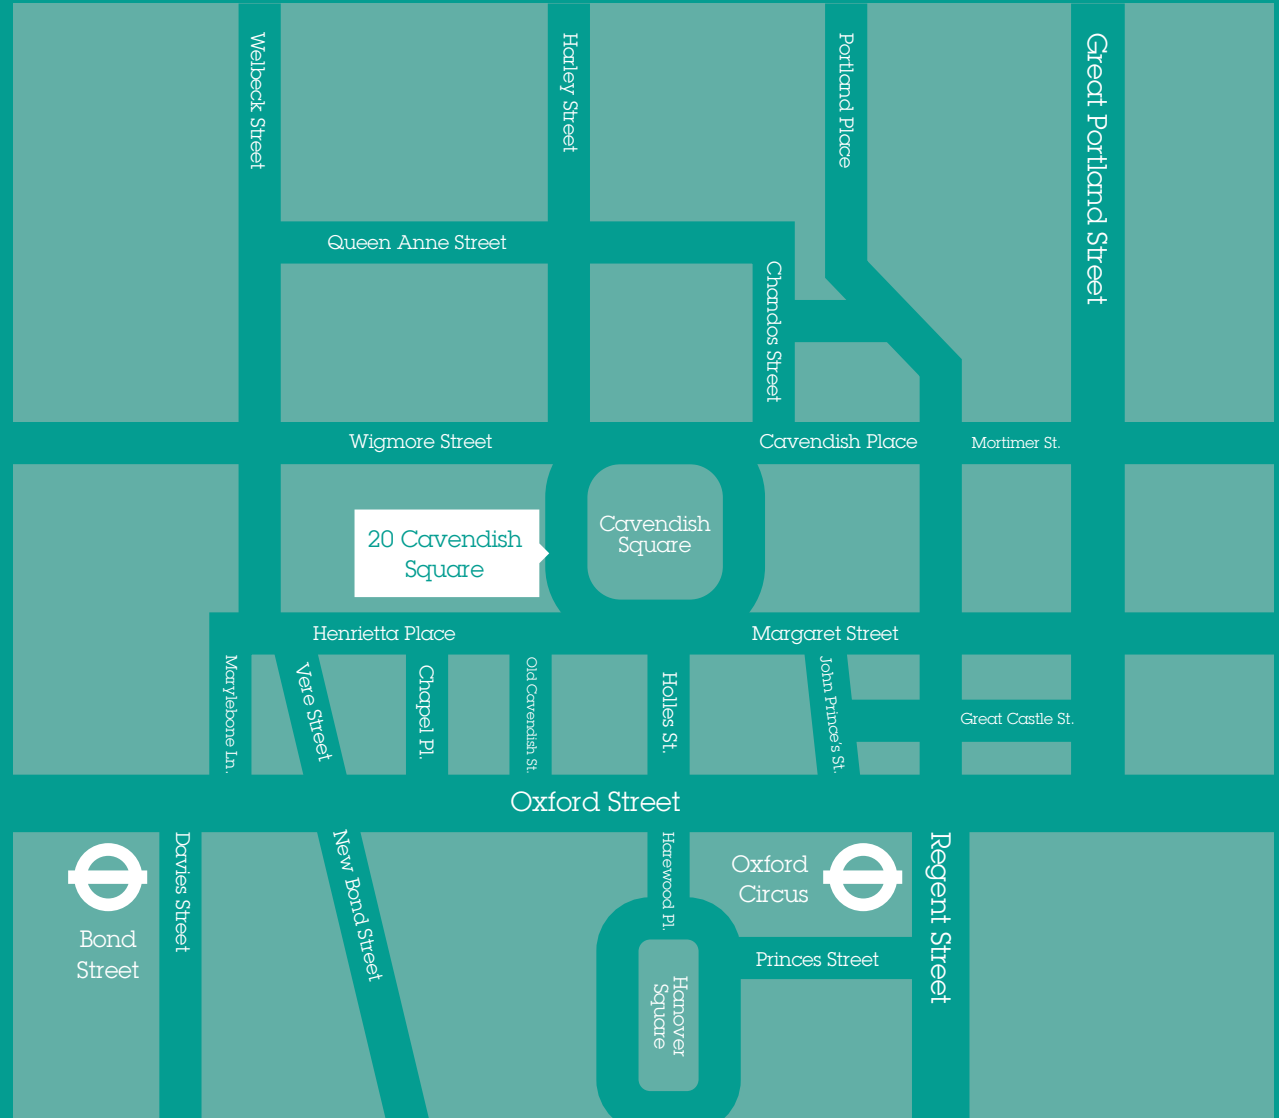 Welbeck Street
Harley Street
Portland Place
Great Portland Street
Queen Anne Street
Chandos Street
Wigmore Street
Cavendish Place
Mortimer St.
Cavendish
Square
20 Cavendish
Square
Henrietta Place
Margaret Street
Marylebone Ln.
Vere Street
Chapel Pl.
Old Cavendish St.
Holles St.
John Prince's St.
Great Castle St.
Oxford Street
Davies Street
New Bond Street
Harewood Pl.
Oxford
Circus
Regent Street
Bond
Street
Princes Street
Hanover
Square